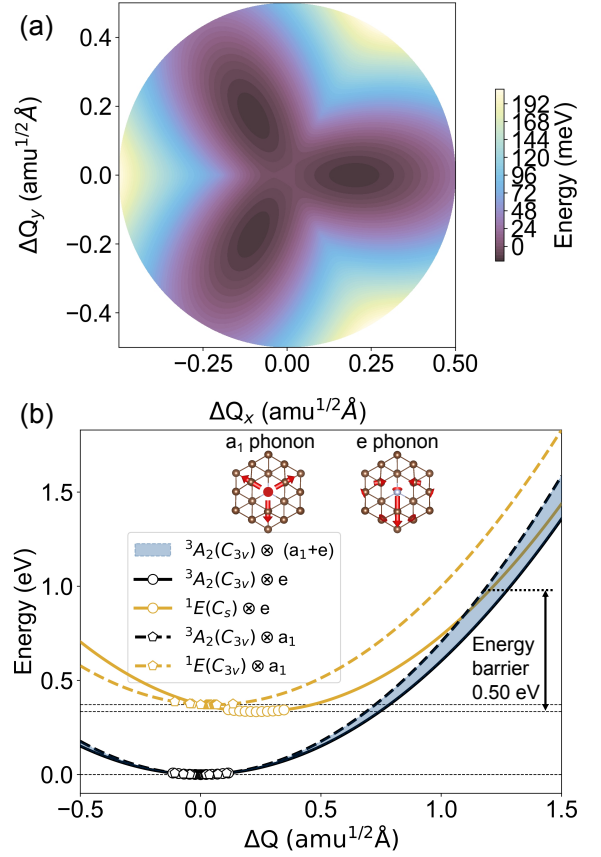 (a)
0.4
0.2
0.0
−0.2
−0.4
ΔQy (amu1/2Å)
−0.25
0.00
0.25
0.50
ΔQx (amu1/2Å)
192
168
144
120
96
72
48
24
0
Energy (meV)
(b)
a1 phonon
e phonon
3A2(C3v) ⊗ (a1+e)
3A2(C3v) ⊗ e
1E(Cs) ⊗ e
3A2(C3v) ⊗ a1
1E(C3v) ⊗ a1
Energy
barrier
0.50 eV
1.5
1.0
0.5
0.0
Energy (eV)
−0.5
0.0
0.5
1.0
1.5
ΔQ (amu1/2Å)